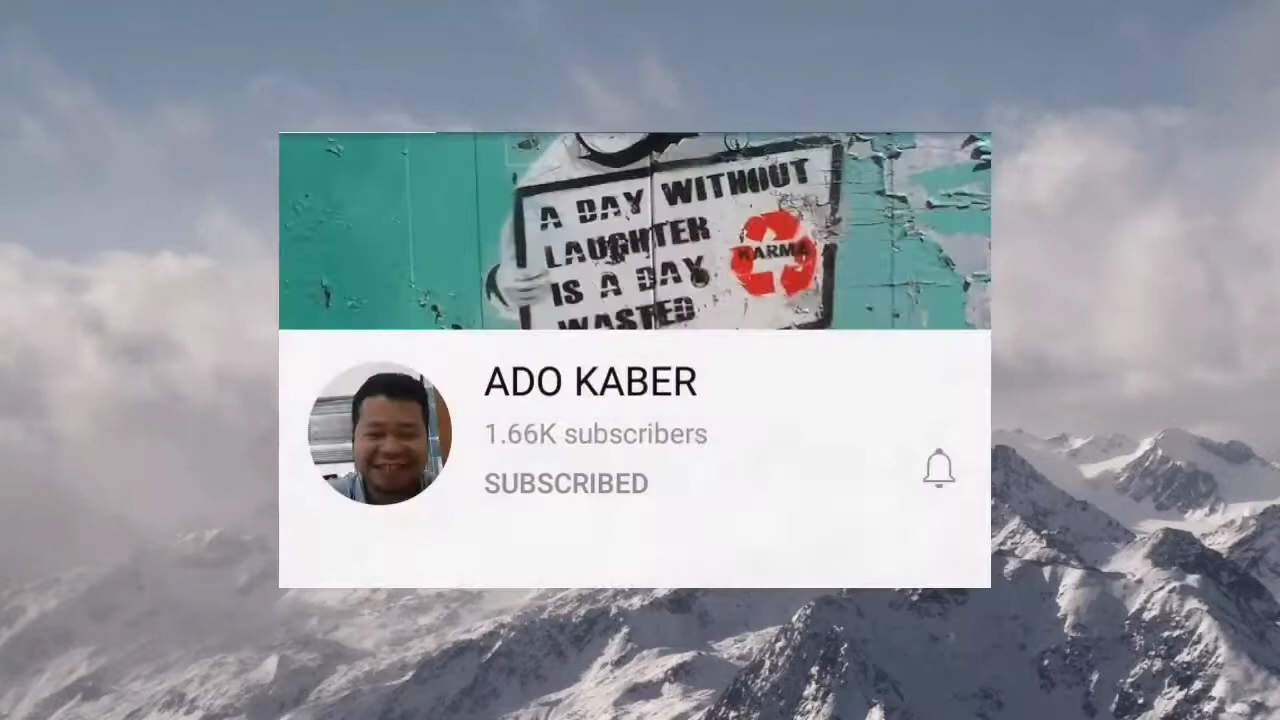 A DAY WITHOUT
LAUGHTER
IS A DAY
WASTED
KARMA
ADO KABER
1.66K subscribers
SUBSCRIBED